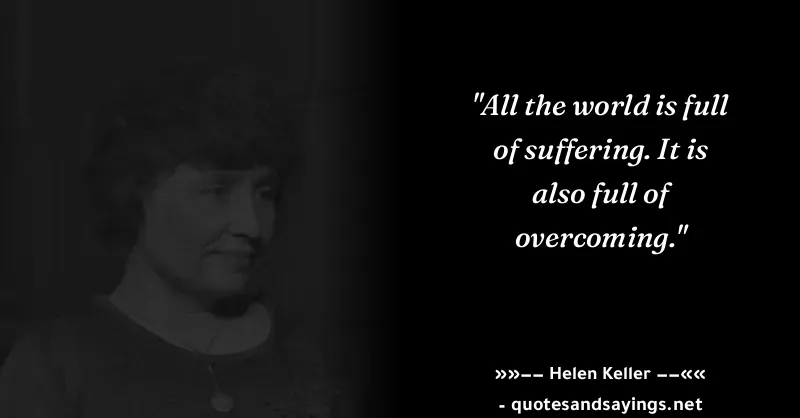 "All the world is full
of suffering. It is
also full of
overcoming."
»»−− Helen Keller −−««
- quotesandsayings.net